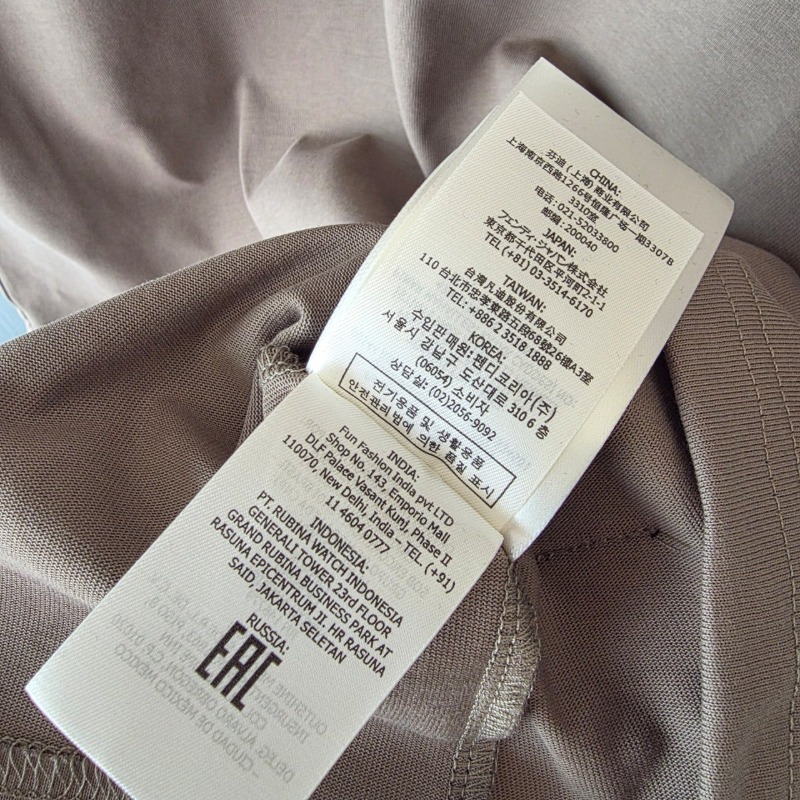 CHINA:
芬迪（上海）商业有限公司
上海南京西路1266号恒隆广场一期3307B
3310室
电话：021-52033800
邮编：200040
JAPAN:
フェンディ・ジャパン株式会社
東京都千代田区平河町2-1-1
TEL (+81) 03-3514-6170
TAIWAN:
台灣凡迪股份有限公司
110 台北市忠孝東路五段68號26樓A3室
TEL: +886 2 3518 1888
KOREA:
수입판매원: 펜디코리아(주)
서울시 강남구 도산대로 310 6 층
(06054) 소비자
상담실: (02)2056-9092
전기용품 및 생활용품
안전관리법에 의한 품질 표시
INDIA:
Fun Fashion India pvt LTD
Shop No. 143, Emporio Mall
DLF Palace Vasant Kunj, Phase II
110070, New Delhi, India – TEL. (+91)
11 4604 0777
INDONESIA:
PT. RUBINA WATCH INDONESIA
GENERALI TOWER 23rd FLOOR
GRAND RUBINA BUSINESS PARK AT
RASUNA EPICENTRUM JI. HR RASUNA
SAID, JAKARTA SELETAN
RUSSIA:
EAC